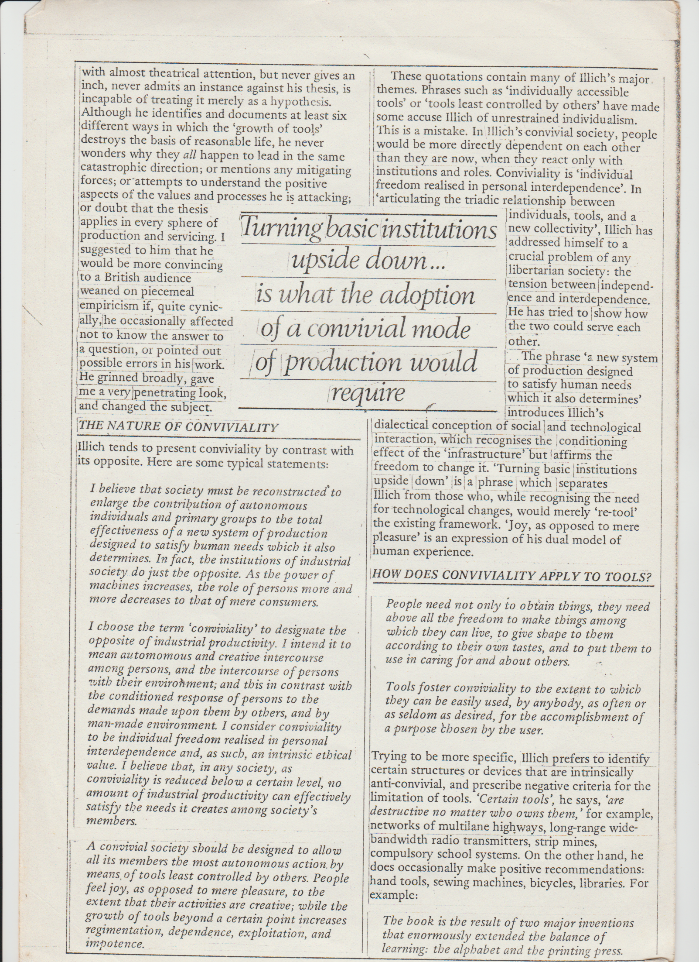 with almost theatrical attention, but never gives an
inch, never admits an instance against his thesis, is
incapable of treating it merely as a hypothesis.
Although he identifies and documents at least six
different ways in which the ‘growth of tools’
destroys the basis of reasonable life, he never
wonders why they all happen to lead in the same
catastrophic direction; or mentions any mitigating
forces; or attempts to understand the positive
aspects of the values and processes he is attacking;
or doubt that the thesis
applies in every sphere of
production and servicing. I
suggested to him that he
would be more convincing
to a British audience
weaned on piecemeal
empiricism if, quite cynic-
ally, he occasionally affected
not to know the answer to
a question, or pointed out
possible errors in his work.
He grinned broadly, gave
me a very penetrating look,
and changed the subject.
THE NATURE OF CONVIVIALITY
Illich tends to present conviviality by contrast with
its opposite. Here are some typical statements:
I believe that society must be reconstructed to
enlarge the contribution of autonomous
individuals and primary groups to the total
effectiveness of a new system of production
designed to satisfy human needs which it also
determines. In fact, the institutions of industrial
society do just the opposite. As the power of
machines increases, the role of persons more and
more decreases to that of mere consumers.
I choose the term ‘conviviality’ to designate the
opposite of industrial productivity. I intend it to
mean automomous and creative intercourse
among persons, and the intercourse of persons
with their environment; and this in contrast with
the conditioned response of persons to the
demands made upon them by others, and by
man-made environment. I consider conviviality
to be individual freedom realised in personal
interdependence and, as such, an intrinsic ethical
value. I believe that, in any society, as
conviviality is reduced below a certain level, no
amount of industrial productivity can effectively
satisfy the needs it creates among society's
members.
A convivial society should be designed to allow
all its members the most autonomous action by
means of tools least controlled by others. People
feel joy, as opposed to mere pleasure, to the
extent that their activities are creative; while the
growth of tools beyond a certain point increases
regimentation, dependence, exploitation, and
impotence.
Turning basic institutions
upside down...
is what the adoption
of a convivial mode
of production would
require
These quotations contain many of Illich's major
themes. Phrases such as ‘individually accessible
tools’ or ‘tools least controlled by others’ have made
some accuse Illich of unrestrained individualism.
This is a mistake. In Illich's convivial society, people
would be more directly dependent on each other
than they are now, when they react only with
institutions and roles. Conviviality is ‘individual
freedom realised in personal interdependence’. In
‘articulating the triadic relationship between
individuals, tools, and a
new collectivity’, Illich has
addressed himself to a
crucial problem of any
libertarian society: the
tension between independ-
ence and interdependence.
He has tried to show how
the two could serve each
other.
The phrase ‘a new system
of production designed
to satisfy human needs
which it also determines’
introduces Illich's
dialectical conception of social and technological
interaction, which recognises the conditioning
effect of the ‘infrastructure’ but affirms the
freedom to change it. ‘Turning basic institutions
upside down’ is a phrase which separates
Illich from those who, while recognising the need
for technological changes, would merely ‘re-tool’
the existing framework. ‘Joy, as opposed to mere
pleasure’ is an expression of his dual model of
human experience.
HOW DOES CONVIVIALITY APPLY TO TOOLS?
People need not only to obtain things, they need
above all the freedom to make things among
which they can live, to give shape to them
according to their own tastes, and to put them to
use in caring for and about others.
Tools foster conviviality to the extent to which
they can be easily used, by anybody, as often or
as seldom as desired, for the accomplishment of
a purpose chosen by the user.
Trying to be more specific, Illich prefers to identify
certain structures or devices that are intrinsically
anti-convivial, and prescribe negative criteria for the
limitation of tools. ‘Certain tools’, he says, ‘are
destructive no matter who owns them,’ for example,
networks of multilane highways, long-range wide-
bandwidth radio transmitters, strip mines,
compulsory school systems. On the other hand, he
does occasionally make positive recommendations:
hand tools, sewing machines, bicycles, libraries. For
example:
The book is the result of two major inventions
that enormously extended the balance of
learning: the alphabet and the printing press.